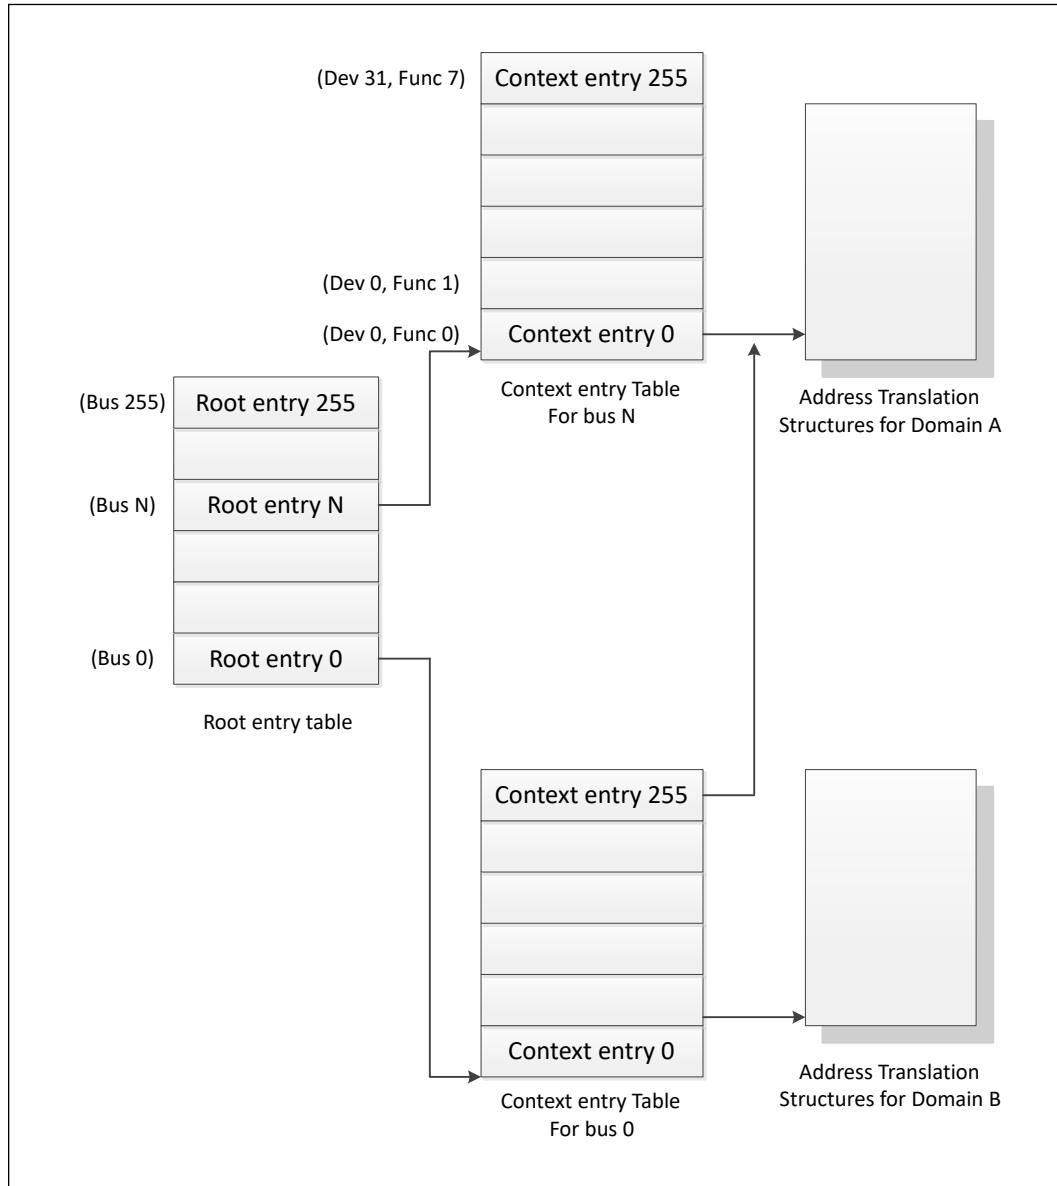 (Dev 31, Func 7)
Context entry 255
(Dev 0, Func 1)
(Dev 0, Func 0)
Context entry 0
Context entry Table
For bus N
Address Translation
Structures for Domain A
(Bus 255)
Root entry 255
(Bus N)
Root entry N
(Bus 0)
Root entry 0
Root entry table
Context entry 255
Context entry 0
Context entry Table
For bus 0
Address Translation
Structures for Domain B